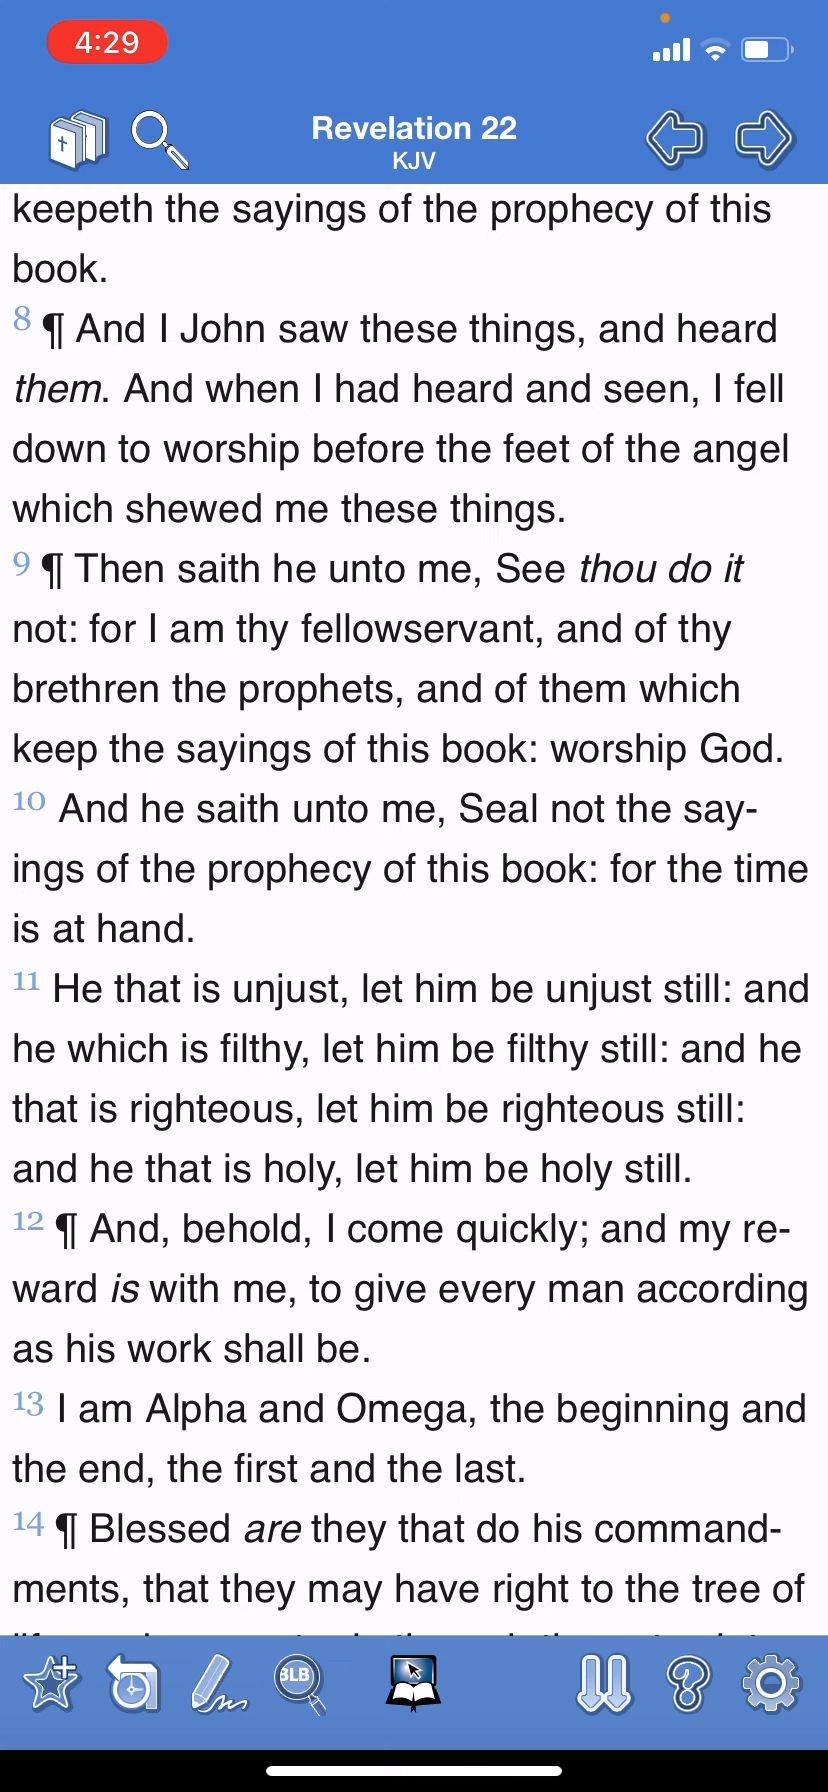 4:29
Revelation 22
KJV
keepeth the sayings of the prophecy of this
book.
8 ¶ And I John saw these things, and heard
them. And when I had heard and seen, I fell
down to worship before the feet of the angel
which shewed me these things.
9 ¶ Then saith he unto me, See thou do it
not: for I am thy fellowservant, and of thy
brethren the prophets, and of them which
keep the sayings of this book: worship God.
10 And he saith unto me, Seal not the say-
ings of the prophecy of this book: for the time
is at hand.
11 He that is unjust, let him be unjust still: and
he which is filthy, let him be filthy still: and he
that is righteous, let him be righteous still:
and he that is holy, let him be holy still.
12 ¶ And, behold, I come quickly; and my re-
ward is with me, to give every man according
as his work shall be.
13 I am Alpha and Omega, the beginning and
the end, the first and the last.
14 ¶ Blessed are they that do his command-
ments, that they may have right to the tree of
BLB